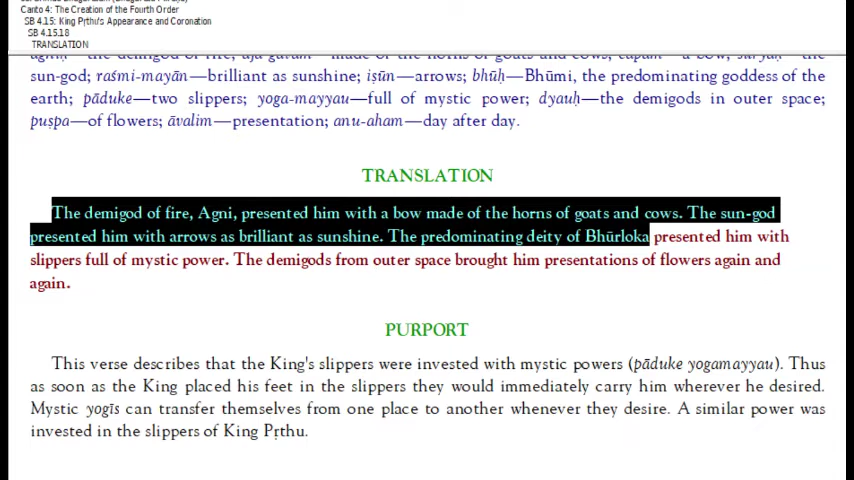 Canto 4: The Creation of the Fourth Order
SB 4.15: King Pṛthu's Appearance and Coronation
SB 4.15.18
TRANSLATION
sun-god; raśmi-mayān—brilliant as sunshine; iṣūn—arrows; bhūḥ—Bhūmi, the predominating goddess of the
earth; pāduke—two slippers; yoga-mayyau—full of mystic power; dyauḥ—the demigods in outer space;
puṣpa—of flowers; āvalim—presentation; anu-aham—day after day.
TRANSLATION
The demigod of fire, Agni, presented him with a bow made of the horns of goats and cows. The sun-god
presented him with arrows as brilliant as sunshine. The predominating deity of Bhūrloka presented him with
slippers full of mystic power. The demigods from outer space brought him presentations of flowers again and
again.
PURPORT
This verse describes that the King's slippers were invested with mystic powers (pāduke yogamayyau). Thus
as soon as the King placed his feet in the slippers they would immediately carry him wherever he desired.
Mystic yogīs can transfer themselves from one place to another whenever they desire. A similar power was
invested in the slippers of King Pṛthu.